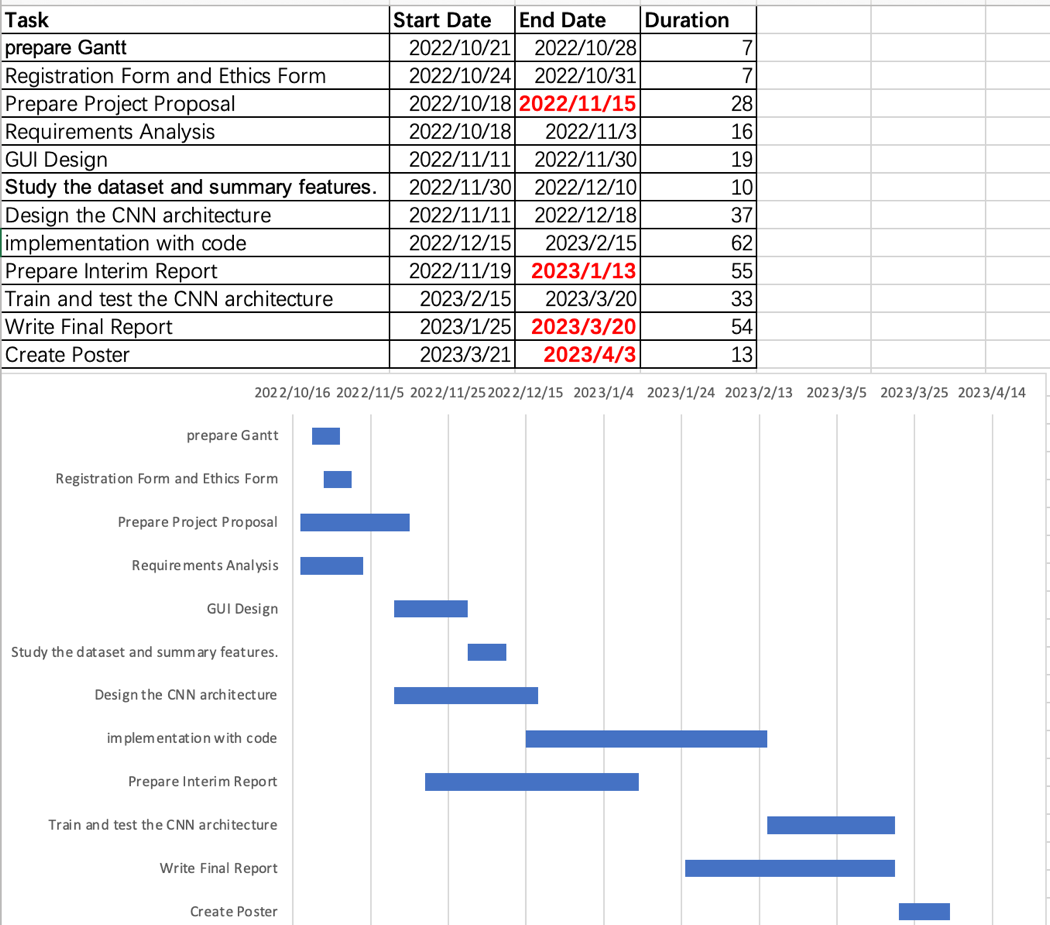 Task Start Date End Date Duration
prepare Gantt 2022/10/21 2022/10/28 7
Registration Form and Ethics Form 2022/10/24 2022/10/31 7
Prepare Project Proposal 2022/10/18 2022/11/15 28
Requirements Analysis 2022/10/18 2022/11/3 16
GUI Design 2022/11/11 2022/11/30 19
Study the dataset and summary features. 2022/11/30 2022/12/10 10
Design the CNN architecture 2022/11/11 2022/12/18 37
implementation with code 2022/12/15 2023/2/15 62
Prepare Interim Report 2022/11/19 2023/1/13 55
Train and test the CNN architecture 2023/2/15 2023/3/20 33
Write Final Report 2023/1/25 2023/3/20 54
Create Poster 2023/3/21 2023/4/3 13
2022/10/16 2022/11/5 2022/11/25 2022/12/15 2023/1/4 2023/1/24 2023/2/13 2023/3/5 2023/3/25 2023/4/14
prepare Gantt
Registration Form and Ethics Form
Prepare Project Proposal
Requirements Analysis
GUI Design
Study the dataset and summary features.
Design the CNN architecture
implementation with code
Prepare Interim Report
Train and test the CNN architecture
Write Final Report
Create Poster